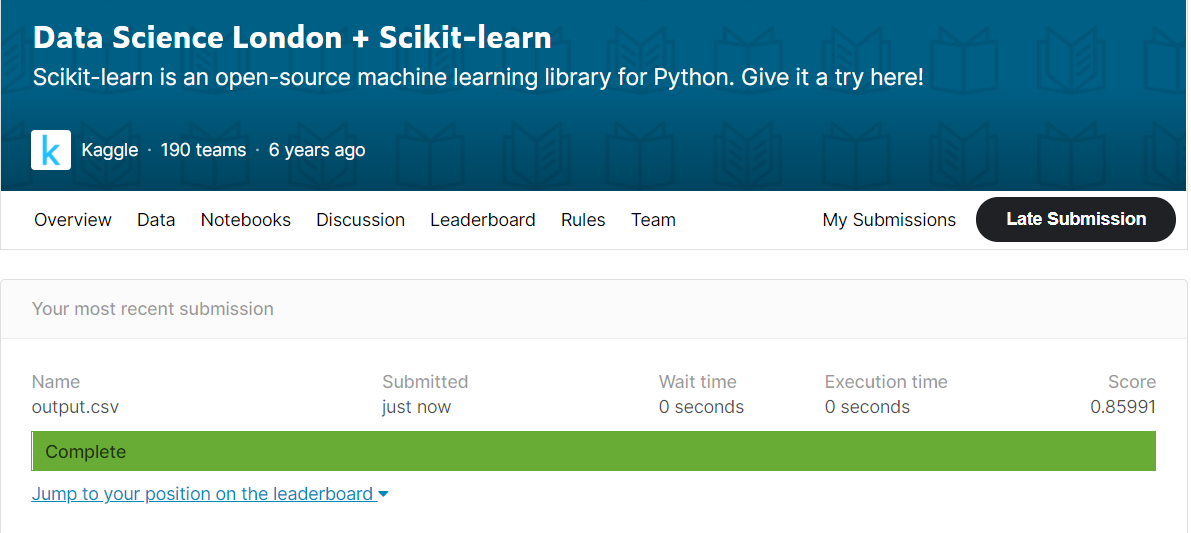 Data Science London + Scikit-learn
Scikit-learn is an open-source machine learning library for Python. Give it a try here!
k Kaggle · 190 teams · 6 years ago
Overview Data Notebooks Discussion Leaderboard Rules Team My Submissions Late Submission
Your most recent submission
Name Submitted Wait time Execution time Score
output.csv just now 0 seconds 0 seconds 0.85991
Complete
Jump to your position on the leaderboard